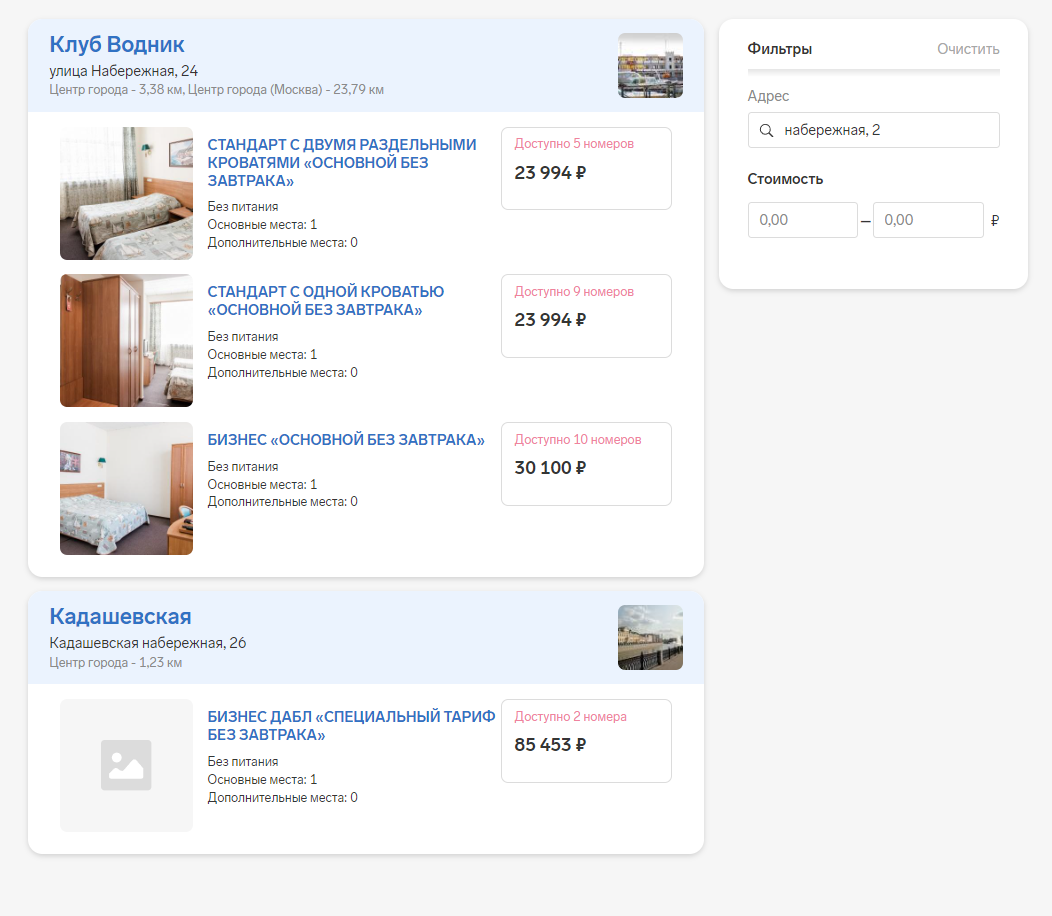 Клуб Водник
улица Набережная, 24
Центр города - 3,38 км, Центр города (Москва) - 23,79 км
СТАНДАРТ С ДВУМЯ РАЗДЕЛЬНЫМИ
КРОВАТЯМИ «ОСНОВНОЙ БЕЗ
ЗАВТРАКА»
Без питания
Основные места: 1
Дополнительные места: 0
Доступно 5 номеров
23 994 ₽
СТАНДАРТ С ОДНОЙ КРОВАТЬЮ
«ОСНОВНОЙ БЕЗ ЗАВТРАКА»
Без питания
Основные места: 1
Дополнительные места: 0
Доступно 9 номеров
23 994 ₽
БИЗНЕС «ОСНОВНОЙ БЕЗ ЗАВТРАКА»
Без питания
Основные места: 1
Дополнительные места: 0
Доступно 10 номеров
30 100 ₽
Кадашевская
Кадашевская набережная, 26
Центр города - 1,23 км
БИЗНЕС ДАБЛ «СПЕЦИАЛЬНЫЙ ТАРИФ
БЕЗ ЗАВТРАКА»
Без питания
Основные места: 1
Дополнительные места: 0
Доступно 2 номера
85 453 ₽
Фильтры Очистить
Адрес
набережная, 2
Стоимость
0,00 – 0,00 ₽